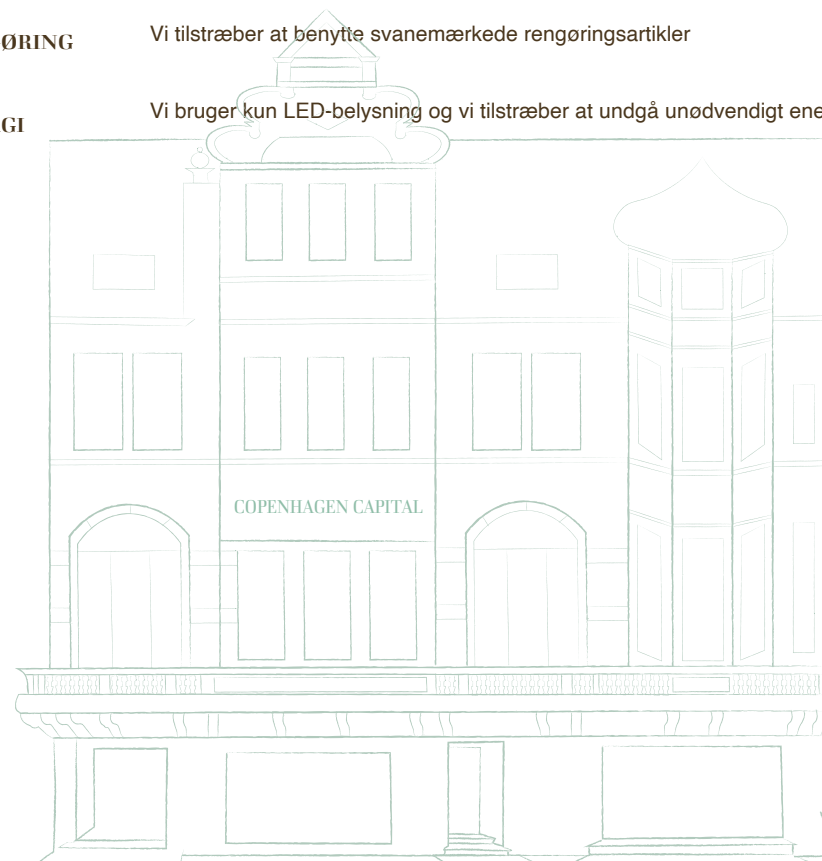 ØRING Vi tilstræber at benytte svanemærkede rengøringsartikler
GI Vi bruger kun LED-belysning og vi tilstræber at undgå unødvendigt ene
COPENHAGEN CAPITAL